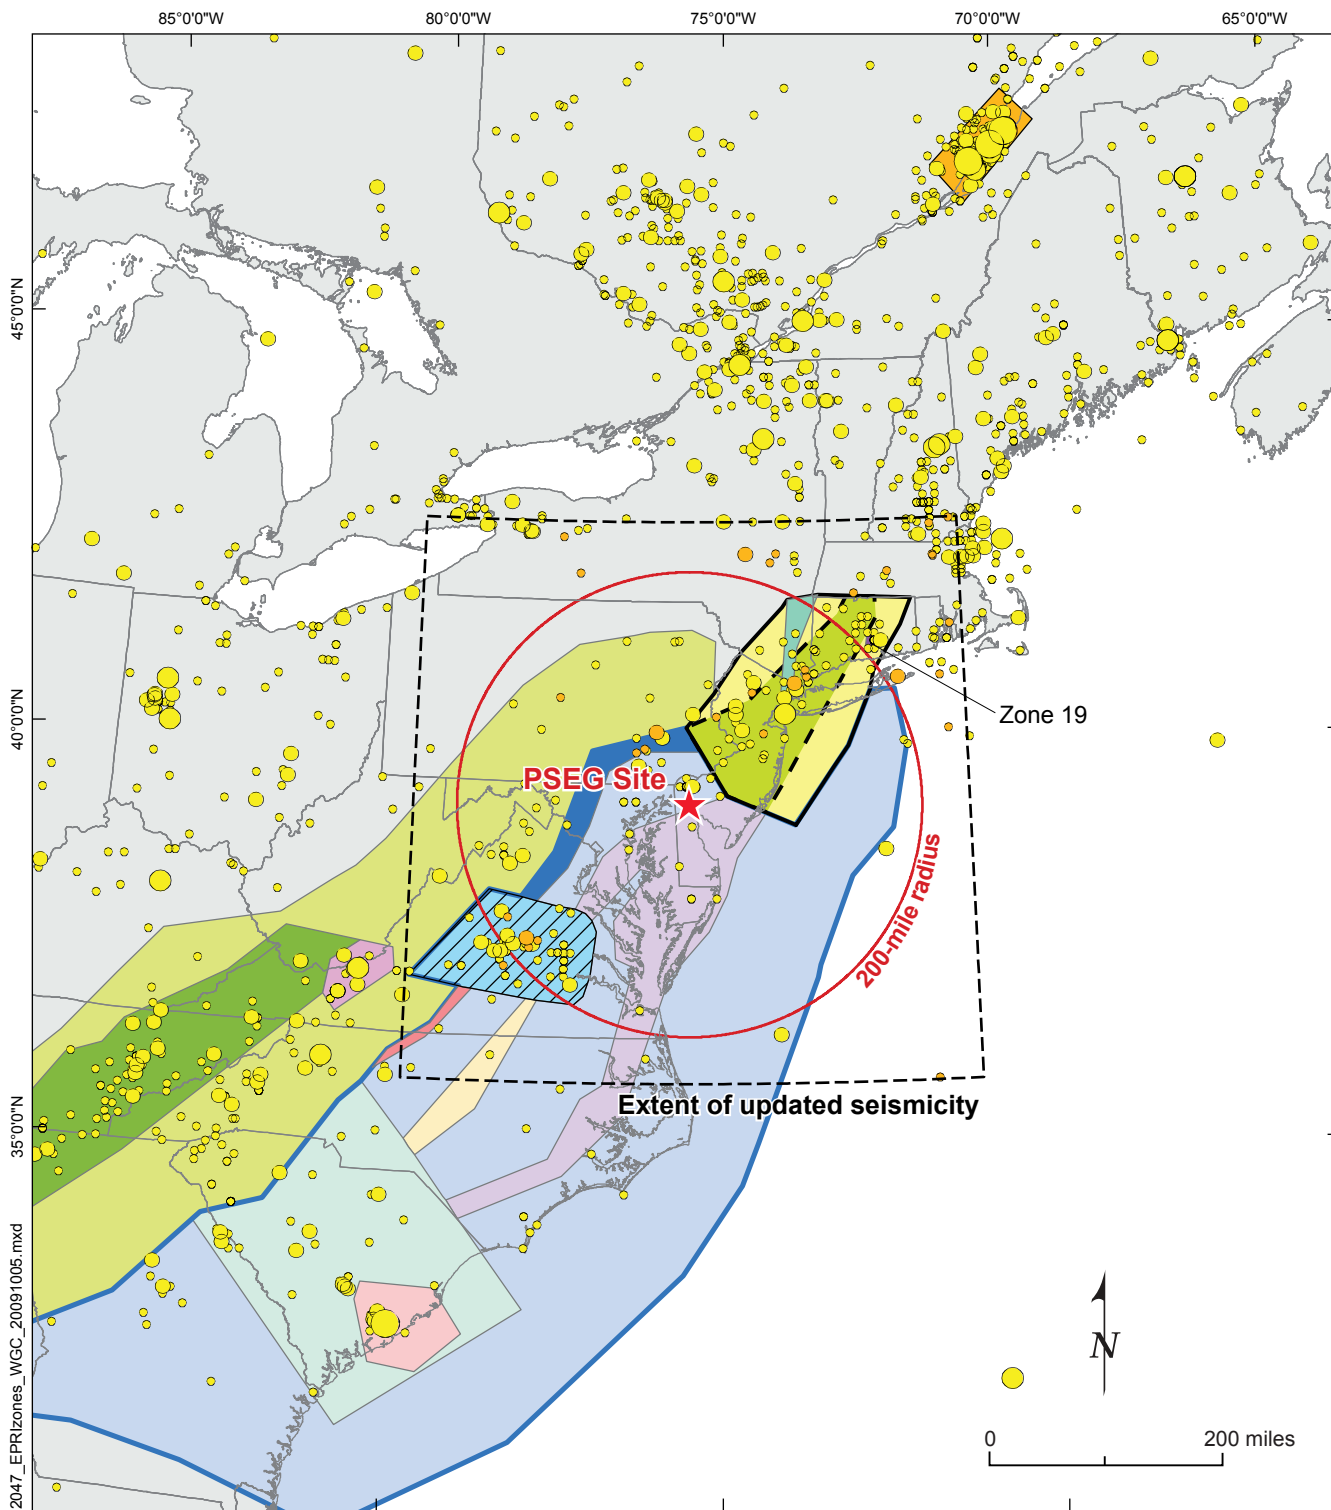 85°0'0"W
80°0'0"W
75°0'0"W
70°0'0"W
65°0'0"W
45°0'0"N
40°0'0"N
35°0'0"N
Zone 19
PSEG Site
200-mile radius
Extent of updated seismicity
N
0
200 miles
2047_EPRIzones_WGC_20091005.mxd